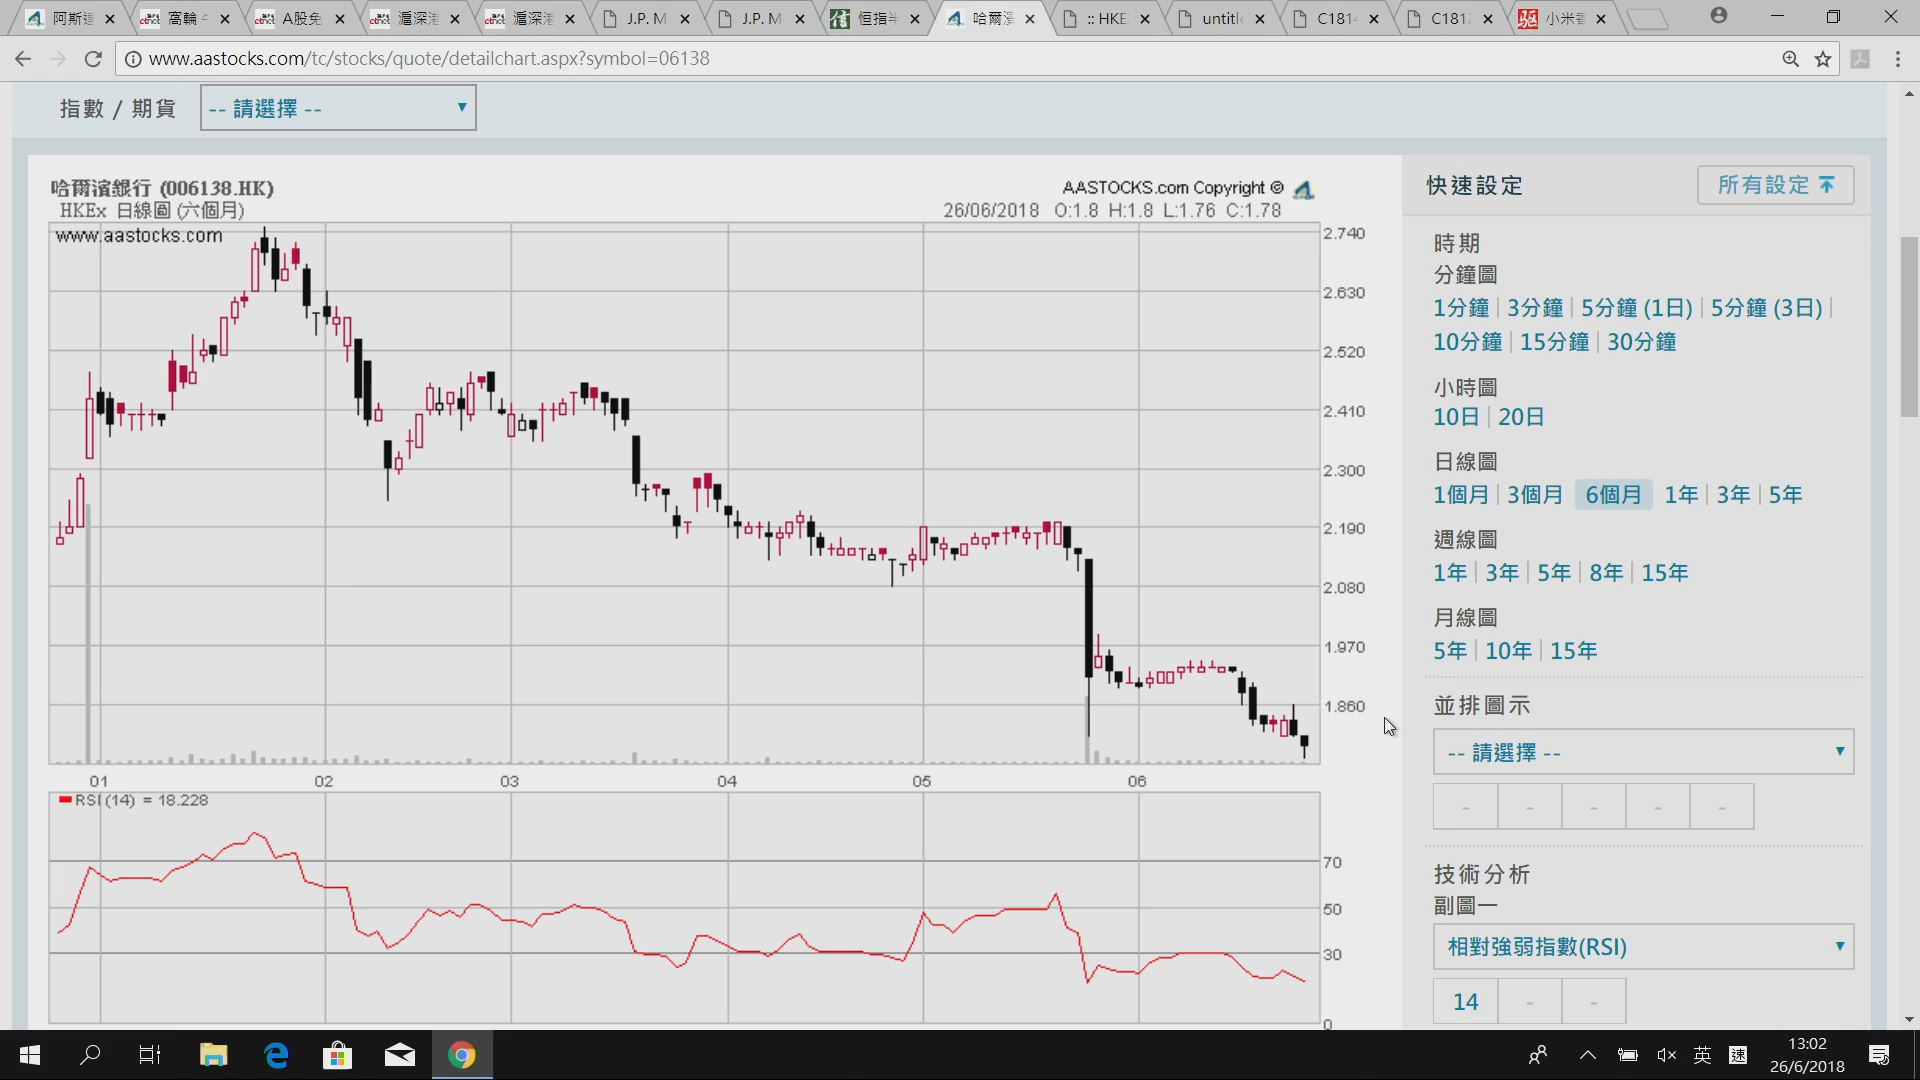 阿斯達
窩輪
A股免
滬深港
滬深港
J.P. M
J.P. M
恒指半
哈爾濱
:: HKE
untitle
C181
C181
小米
www.aastocks.com/tc/stocks/quote/detailchart.aspx?symbol=06138
指數 / 期貨
-- 請選擇 --
哈爾濱銀行 (006138.HK)
HKEx 日線圖 (六個月)
AASTOCKS.com Copyright ©
26/06/2018 O:1.8 H:1.8 L:1.76 C:1.78
www.aastocks.com
2.740
2.630
2.520
2.410
2.300
2.190
2.080
1.970
1.860
01 02 03 04 05 06
RSI (14) = 18.228
70
50
30
0
快速設定
所有設定
時期
分鐘圖
1分鐘 | 3分鐘 | 5分鐘 (1日) | 5分鐘 (3日) |
10分鐘 | 15分鐘 | 30分鐘
小時圖
10日 | 20日
日線圖
1個月 | 3個月 6個月 1年 | 3年 | 5年
週線圖
1年 | 3年 | 5年 | 8年 | 15年
月線圖
5年 | 10年 | 15年
並排圖示
-- 請選擇 --
- - - - -
技術分析
副圖一
相對強弱指數(RSI)
14 - -
英 速
13:02
26/6/2018